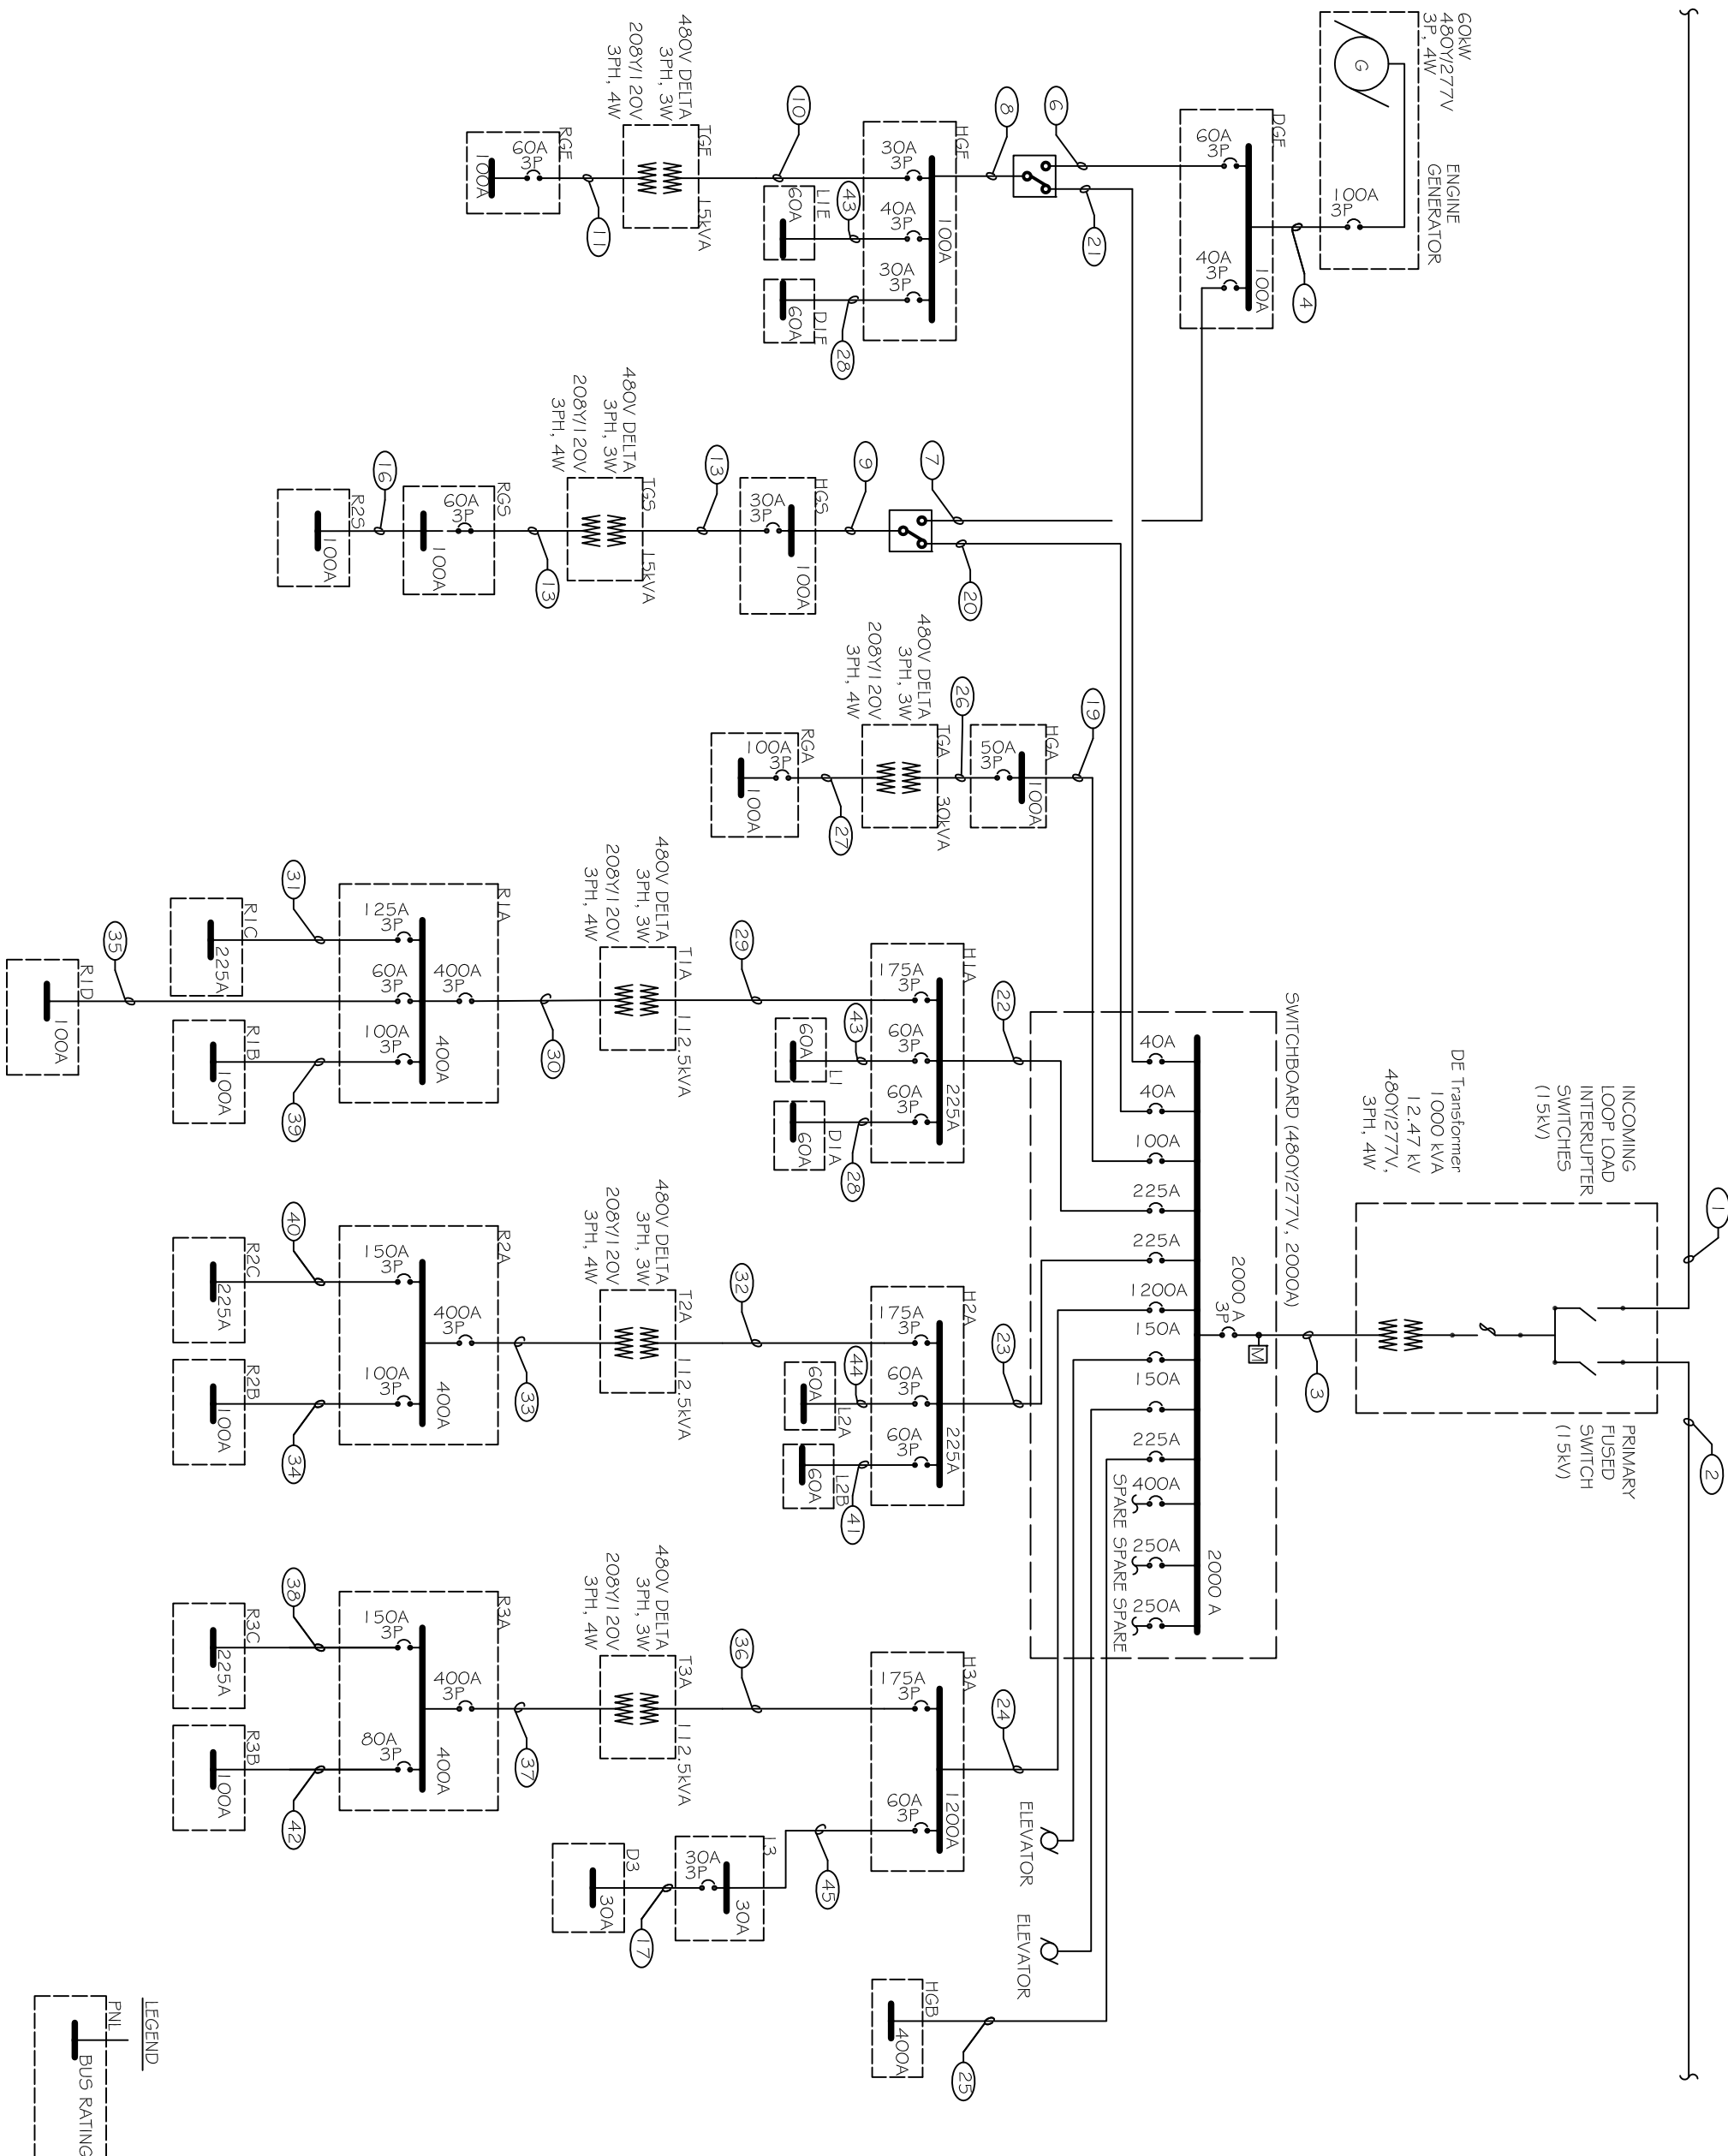 1
2
INCOMING
LOOP LOAD
INTERRUPTER
SWITCHES
(15kV)
PRIMARY
FUSED
SWITCH
(15kV)
DE Transformer
1000 kVA
12.47 kV
480Y/277V,
3PH, 4W
3
60kW
480Y/277V
3P, 4W
G
ENGINE
GENERATOR
100A
3P
4
DGF
60A
3P
40A
3P
100A
6
21
8
SWITCHBOARD (480Y/277V, 2000A)
2000 A
3P
M
2000 A
40A
40A
100A
225A
225A
1200A
150A
150A
225A
400A
250A
250A
SPARE
SPARE
SPARE
HGF
30A
3P
40A
3P
30A
3P
100A
10
43
28
L1E
60A
D1F
60A
TGF
480V DELTA
3PH, 3W
208Y/120V
3PH, 4W
15kVA
11
RGF
60A
3P
100A
7
20
9
HGS
30A
3P
100A
13
TGS
480V DELTA
3PH, 3W
208Y/120V
3PH, 4W
15kVA
13
RGS
60A
3P
100A
16
R2S
100A
19
HGA
50A
3P
100A
26
TGA
480V DELTA
3PH, 3W
208Y/120V
3PH, 4W
30kVA
27
RGA
100A
3P
100A
22
H1A
175A
3P
60A
3P
60A
3P
225A
29
43
28
L1
60A
D1A
60A
T1A
480V DELTA
3PH, 3W
208Y/120V
3PH, 4W
112.5kVA
30
R1A
400A
3P
400A
125A
3P
60A
3P
100A
3P
31
39
R1C
225A
R1B
100A
35
R1D
100A
23
H2A
175A
3P
60A
3P
60A
3P
225A
32
44
41
L2A
60A
L2B
60A
T2A
480V DELTA
3PH, 3W
208Y/120V
3PH, 4W
112.5kVA
33
R2A
400A
3P
400A
150A
3P
100A
3P
40
34
R2C
225A
R2B
100A
24
H3A
175A
3P
60A
3P
1200A
36
45
L3
30A
3P
30A
17
D3
30A
T3A
480V DELTA
3PH, 3W
208Y/120V
3PH, 4W
112.5kVA
37
R3A
400A
3P
400A
150A
3P
80A
3P
38
42
R3C
225A
R3B
100A
ELEVATOR
ELEVATOR
25
HGB
400A
LEGEND
PNL
BUS RATING